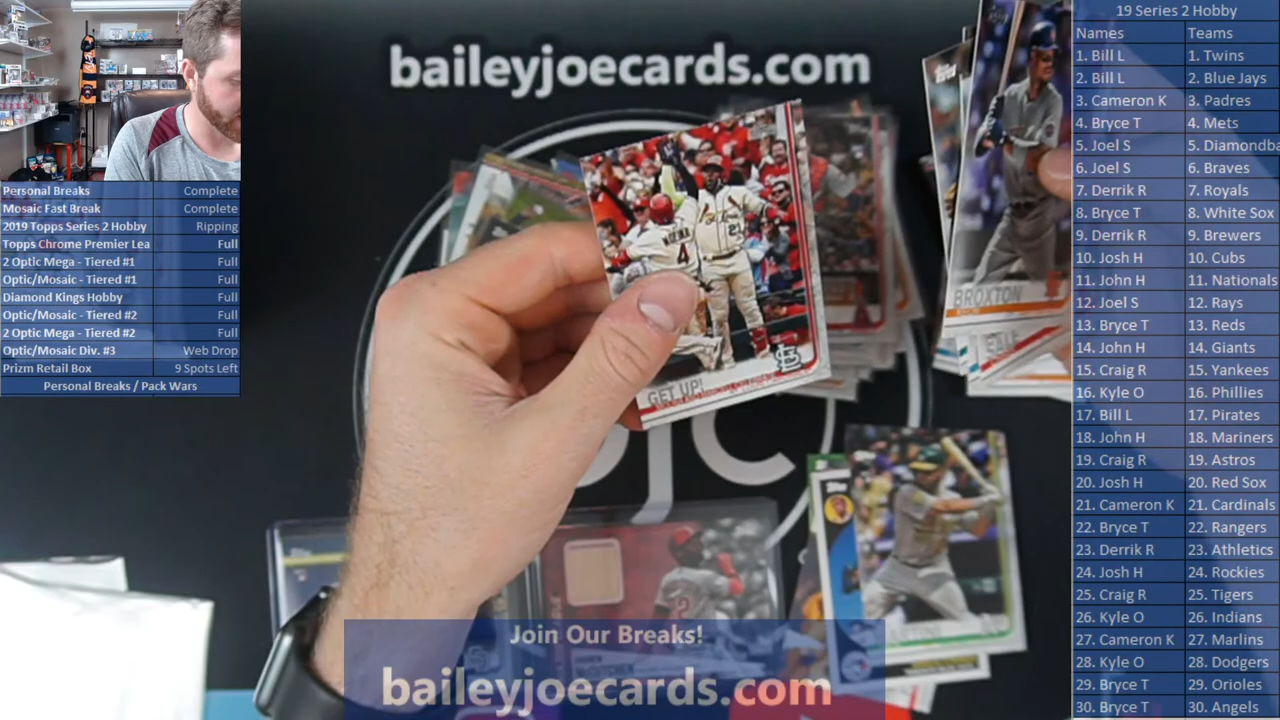 baileyjoecards.com
Personal Breaks Complete
Mosaic Fast Break Complete
2019 Topps Series 2 Hobby Ripping
Topps Chrome Premier Lea Full
2 Optic Mega - Tiered #1 Full
Optic/Mosaic - Tiered #1 Full
Diamond Kings Hobby Full
Optic/Mosaic - Tiered #2 Full
2 Optic Mega - Tiered #2 Full
Optic/Mosaic Div. #3 Web Drop
Prizm Retail Box 9 Spots Left
Personal Breaks / Pack Wars
topps
BROXTON
SALE
MOLINA
4
23
GET UP!
bjc
topps
Join Our Breaks!
baileyjoecards.com
19 Series 2 Hobby
Names Teams
1. Bill L 1. Twins
2. Bill L 2. Blue Jays
3. Cameron K 3. Padres
4. Bryce T 4. Mets
5. Joel S 5. Diamondba
6. Joel S 6. Braves
7. Derrik R 7. Royals
8. Bryce T 8. White Sox
9. Derrik R 9. Brewers
10. Josh H 10. Cubs
11. John H 11. Nationals
12. Joel S 12. Rays
13. Bryce T 13. Reds
14. John H 14. Giants
15. Craig R 15. Yankees
16. Kyle O 16. Phillies
17. Bill L 17. Pirates
18. John H 18. Mariners
19. Craig R 19. Astros
20. Josh H 20. Red Sox
21. Cameron K 21. Cardinals
22. Bryce T 22. Rangers
23. Derrik R 23. Athletics
24. Josh H 24. Rockies
25. Craig R 25. Tigers
26. Kyle O 26. Indians
27. Cameron K 27. Marlins
28. Kyle O 28. Dodgers
29. Bryce T 29. Orioles
30. Bryce T 30. Angels